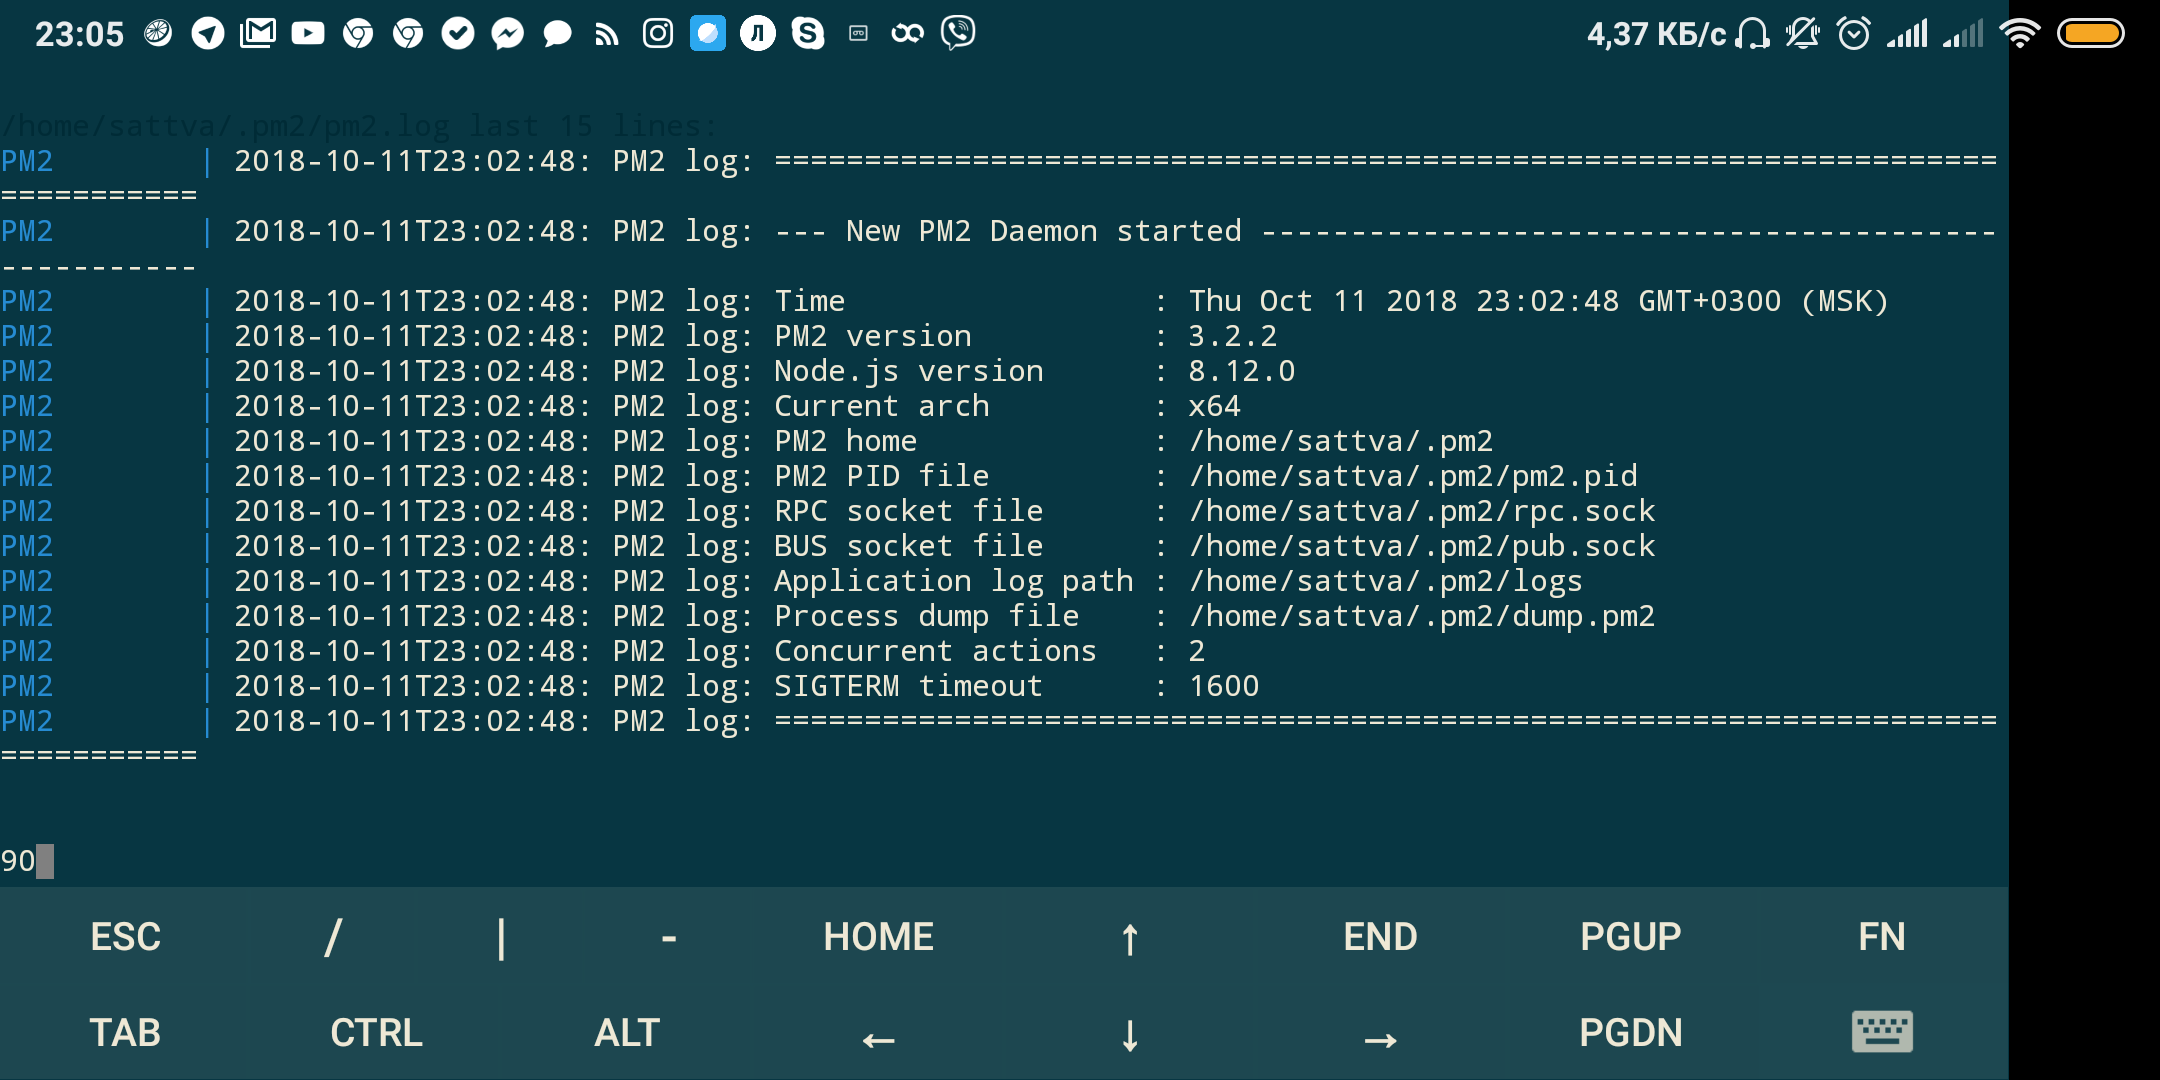 23:05 4,37 КБ/с
/home/sattva/.pm2/pm2.log last 15 lines:
PM2 | 2018-10-11T23:02:48: PM2 log: ====================================================================
===========
PM2 | 2018-10-11T23:02:48: PM2 log: --- New PM2 Daemon started -----------------------------------------
-----------
PM2 | 2018-10-11T23:02:48: PM2 log: Time : Thu Oct 11 2018 23:02:48 GMT+0300 (MSK)
PM2 | 2018-10-11T23:02:48: PM2 log: PM2 version : 3.2.2
PM2 | 2018-10-11T23:02:48: PM2 log: Node.js version : 8.12.0
PM2 | 2018-10-11T23:02:48: PM2 log: Current arch : x64
PM2 | 2018-10-11T23:02:48: PM2 log: PM2 home : /home/sattva/.pm2
PM2 | 2018-10-11T23:02:48: PM2 log: PM2 PID file : /home/sattva/.pm2/pm2.pid
PM2 | 2018-10-11T23:02:48: PM2 log: RPC socket file : /home/sattva/.pm2/rpc.sock
PM2 | 2018-10-11T23:02:48: PM2 log: BUS socket file : /home/sattva/.pm2/pub.sock
PM2 | 2018-10-11T23:02:48: PM2 log: Application log path : /home/sattva/.pm2/logs
PM2 | 2018-10-11T23:02:48: PM2 log: Process dump file : /home/sattva/.pm2/dump.pm2
PM2 | 2018-10-11T23:02:48: PM2 log: Concurrent actions : 2
PM2 | 2018-10-11T23:02:48: PM2 log: SIGTERM timeout : 1600
PM2 | 2018-10-11T23:02:48: PM2 log: ====================================================================
===========
90
ESC / | - HOME ↑ END PGUP FN
TAB CTRL ALT ← ↓ → PGDN